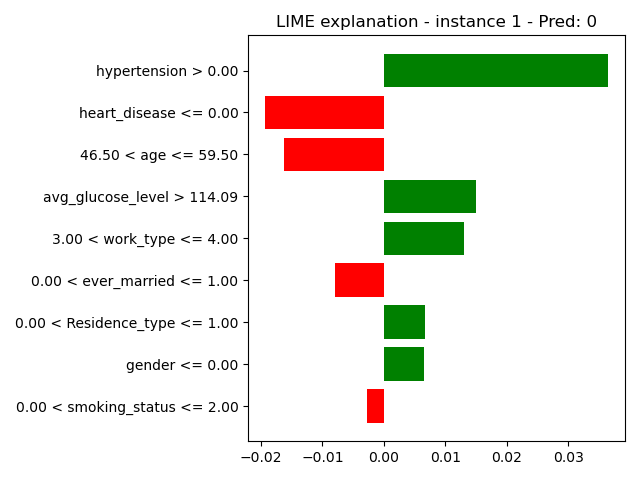 LIME explanation - instance 1 - Pred: 0
hypertension > 0.00
heart_disease <= 0.00
46.50 < age <= 59.50
avg_glucose_level > 114.09
3.00 < work_type <= 4.00
0.00 < ever_married <= 1.00
0.00 < Residence_type <= 1.00
gender <= 0.00
0.00 < smoking_status <= 2.00
−0.02 −0.01 0.00 0.01 0.02 0.03